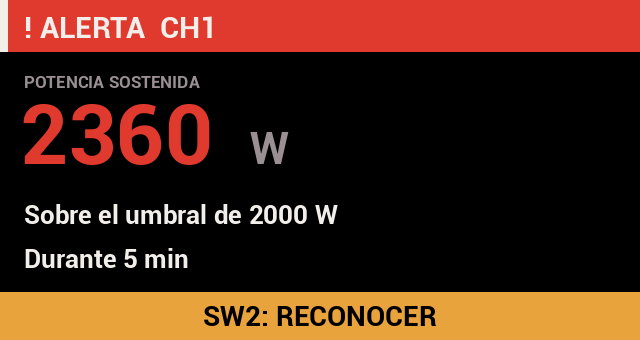 ! ALERTA CH1
POTENCIA SOSTENIDA
2360 W
Sobre el umbral de 2000 W
Durante 5 min
SW2: RECONOCER